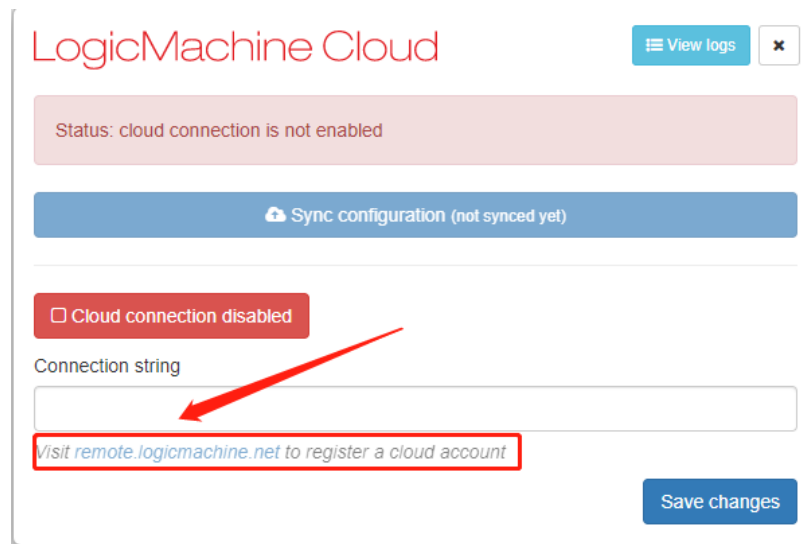 LogicMachine Cloud
View logs
Status: cloud connection is not enabled
Sync configuration (not synced yet)
Cloud connection disabled
Connection string
Visit remote.logicmachine.net to register a cloud account
Save changes